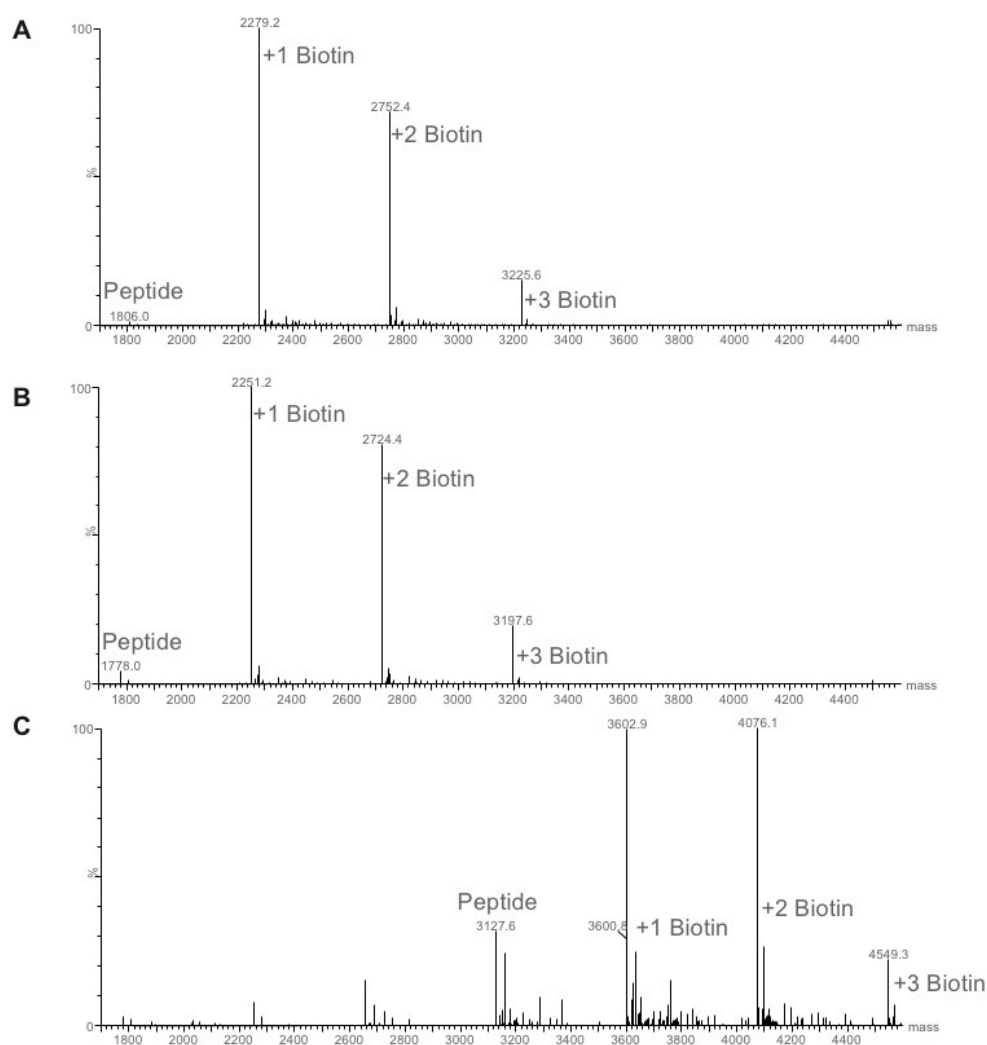 A
100
2279.2
+1 Biotin
2752.4
+2 Biotin
%
3225.6
+3 Biotin
Peptide
1806.0
0
mass
1800 2000 2200 2400 2600 2800 3000 3200 3400 3600 3800 4000 4200 4400
B
100
2251.2
+1 Biotin
2724.4
+2 Biotin
%
3197.6
+3 Biotin
Peptide
1778.0
0
mass
1800 2000 2200 2400 2600 2800 3000 3200 3400 3600 3800 4000 4200 4400
C
100
3602.9
4076.1
%
Peptide
3127.6
3600.8
+1 Biotin
+2 Biotin
4549.3
+3 Biotin
0
mass
1800 2000 2200 2400 2600 2800 3000 3200 3400 3600 3800 4000 4200 4400